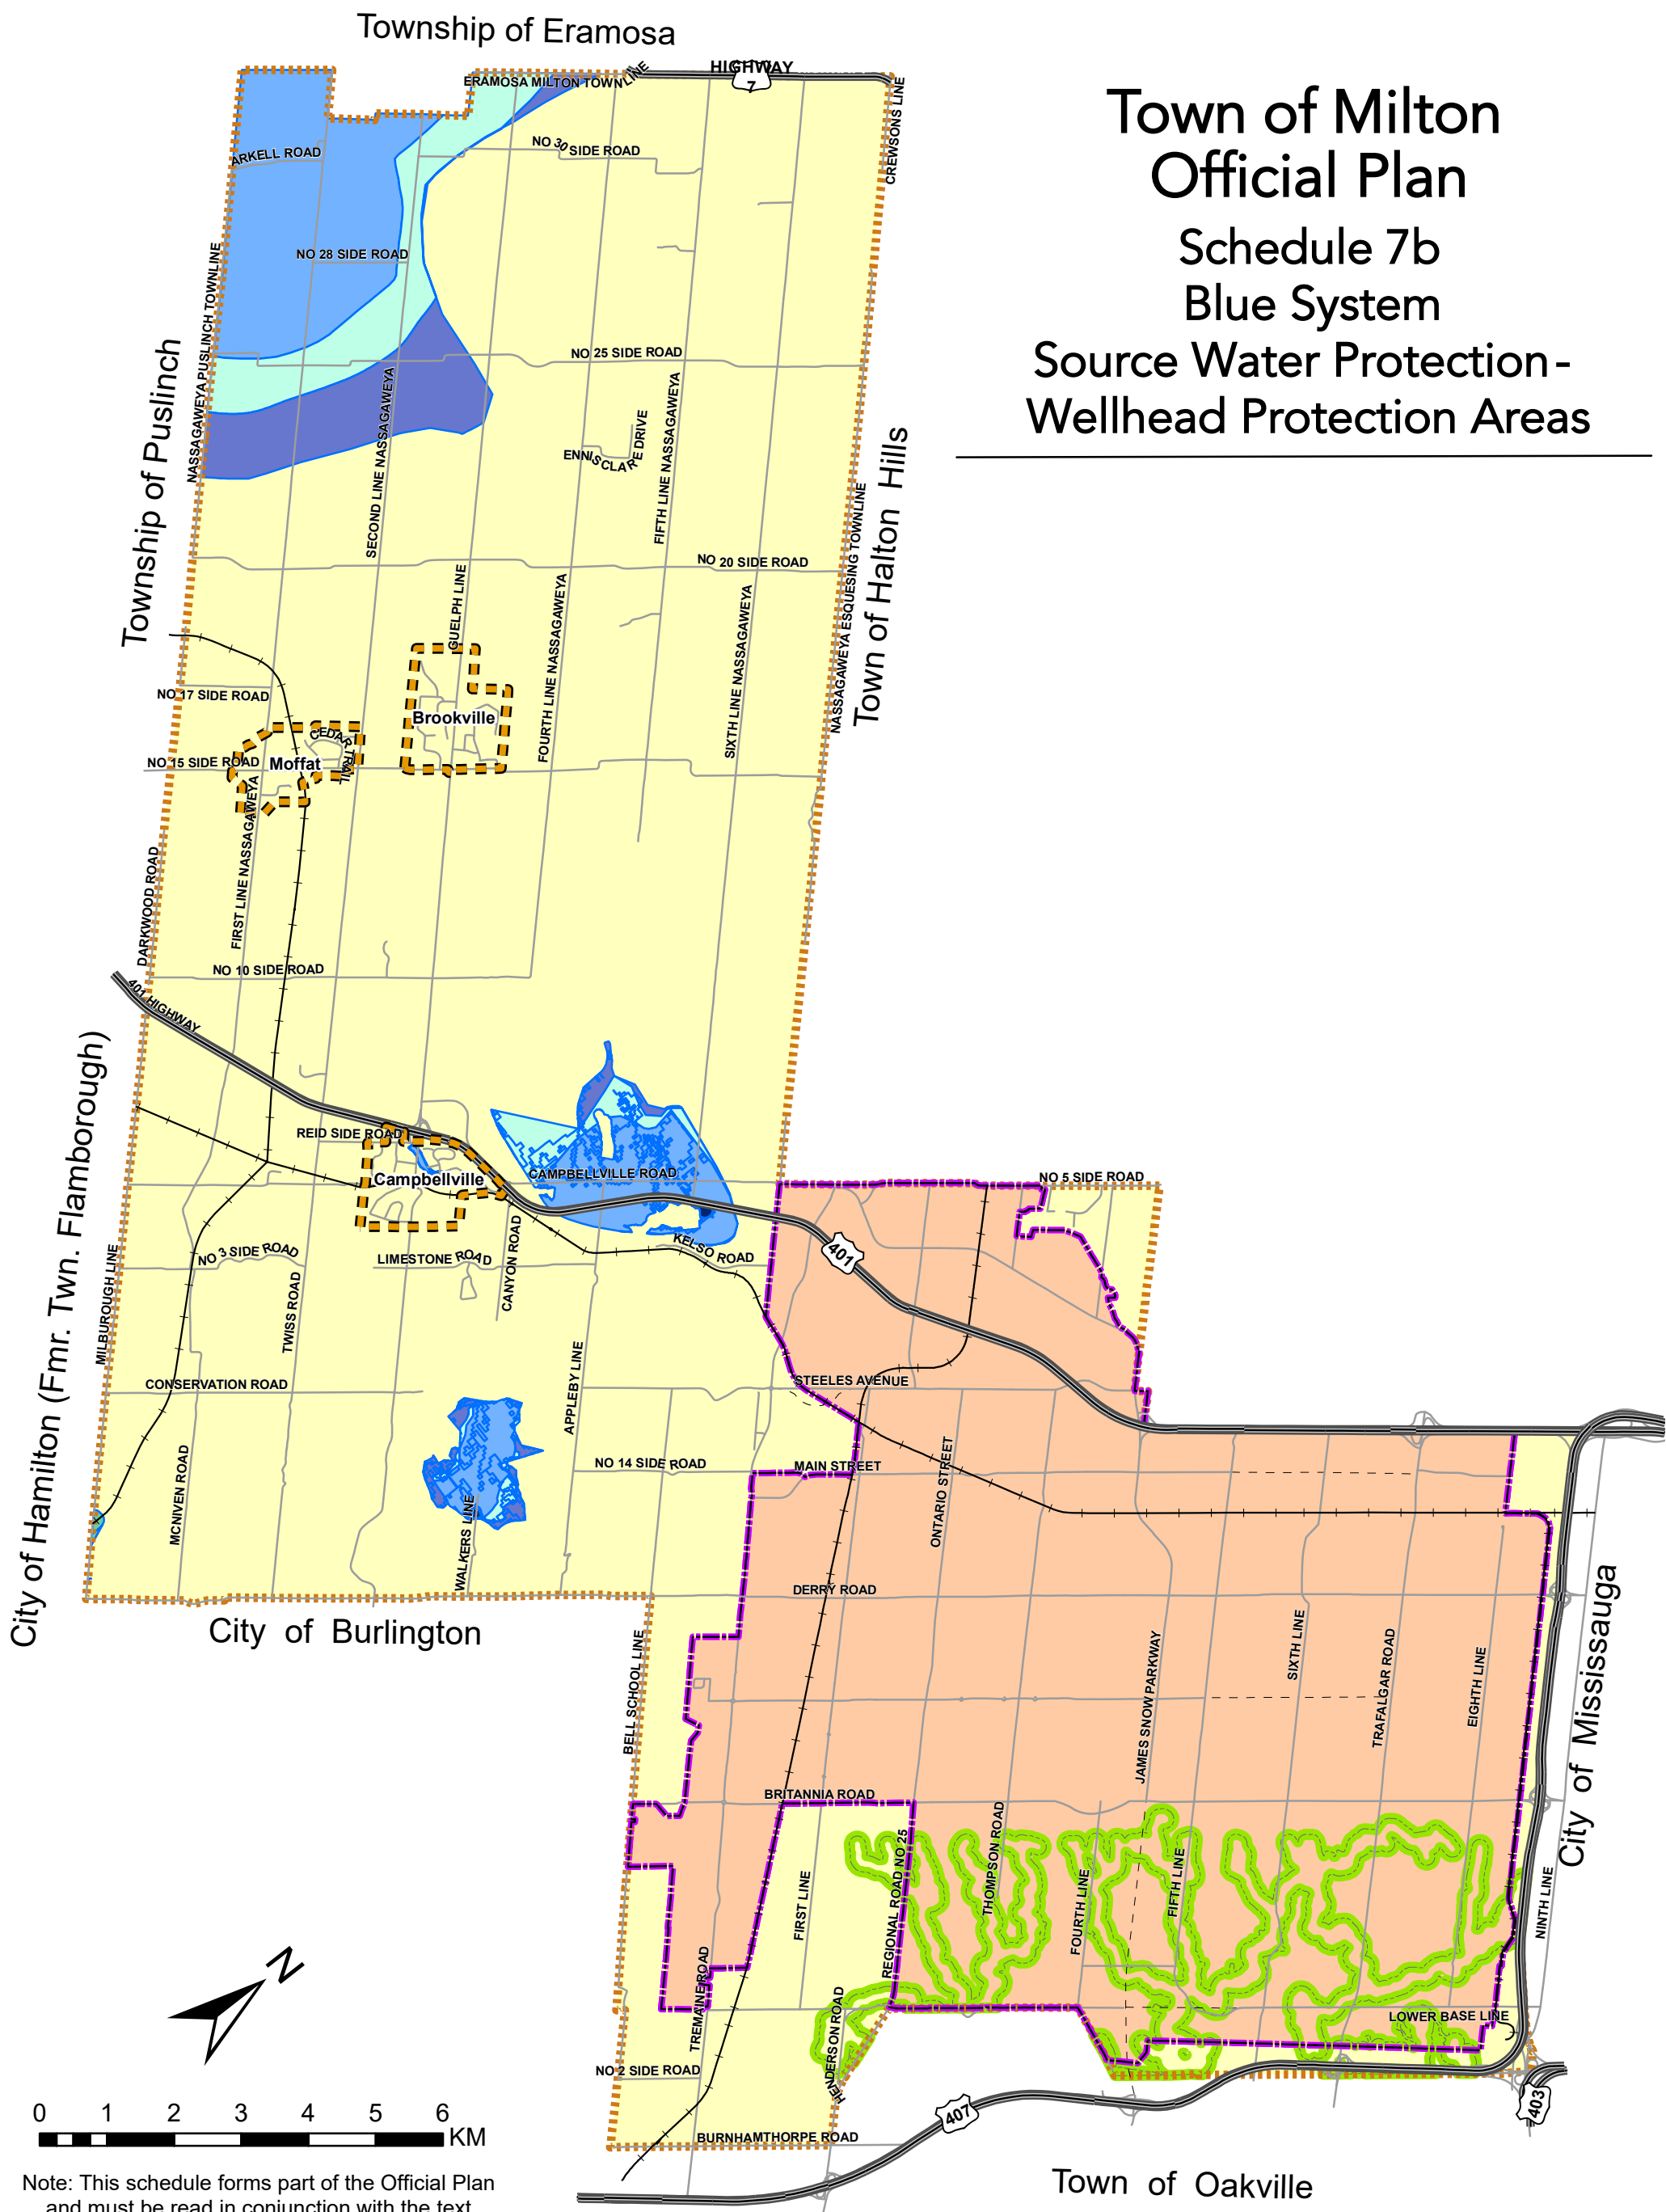 Township of Eramosa
Town of Milton
Official Plan
Schedule 7b
Blue System
Source Water Protection-
Wellhead Protection Areas
ERAMOSA MILTON TOWNLINE
HIGHWAY
7
CREWSONS LINE
ARKELL ROAD
NO 30 SIDE ROAD
NO 28 SIDE ROAD
NASSAGAWEYA PUSLINCH TOWNLINE
Township of Puslinch
NO 25 SIDE ROAD
SECOND LINE NASSAGAWEYA
ENNISCLARE DRIVE
FIFTH LINE NASSAGAWEYA
NASSAGAWEYA ESQUESING TOWNLINE
Town of Halton Hills
NO 20 SIDE ROAD
GUELPH LINE
FOURTH LINE NASSAGAWEYA
SIXTH LINE NASSAGAWEYA
NO 17 SIDE ROAD
Brookville
CEDAR TRAIL
NO 15 SIDE ROAD
Moffat
FIRST LINE NASSAGAWEYA
DARKWOOD ROAD
NO 10 SIDE ROAD
401 HIGHWAY
City of Hamilton (Fmr. Twn. Flamborough)
REID SIDE ROAD
Campbellville
CAMPBELLVILLE ROAD
NO 5 SIDE ROAD
NO 3 SIDE ROAD
LIMESTONE ROAD
CANYON ROAD
KELSO ROAD
401
MILBUROUGH LINE
TWISS ROAD
CONSERVATION ROAD
APPLEBY LINE
STEELES AVENUE
MCNIVEN ROAD
WALKERS LINE
NO 14 SIDE ROAD
MAIN STREET
ONTARIO STREET
DERRY ROAD
City of Burlington
BELL SCHOOL LINE
JAMES SNOW PARKWAY
SIXTH LINE
TRAFALGAR ROAD
EIGHTH LINE
City of Mississauga
BRITANNIA ROAD
FIRST LINE
REGIONAL ROAD NO 25
THOMPSON ROAD
FOURTH LINE
FIFTH LINE
NINTH LINE
TREMAINE ROAD
HENDERSON ROAD
LOWER BASE LINE
NO 2 SIDE ROAD
BURNHAMTHORPE ROAD
407
403
Town of Oakville
N
0 1 2 3 4 5 6
KM
Note: This schedule forms part of the Official Plan
and must be read in conjunction with the text